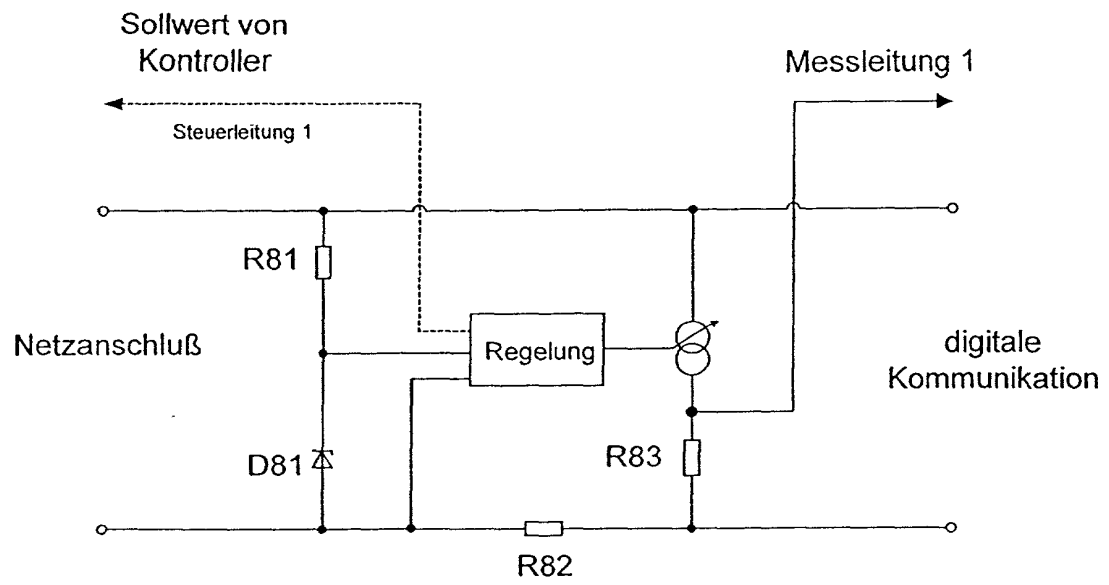 Sollwert von
Kontroller
Messleitung 1
Steuerleitung 1
R81
Netzanschluß
Regelung
digitale
Kommunikation
D81
R83
R82